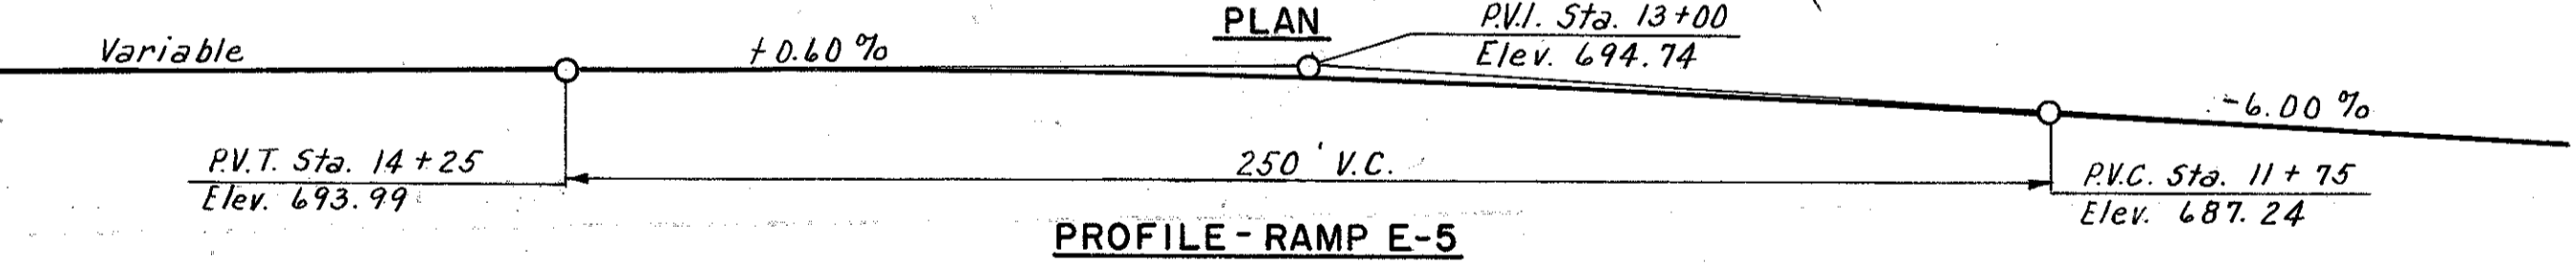 PLAN
P.V.I. Sta. 13+00
Elev. 694.74
Variable
+0.60 %
-6.00 %
P.V.T. Sta. 14+25
Elev. 693.99
250' V.C.
P.V.C. Sta. 11+75
Elev. 687.24
PROFILE-RAMP E-5